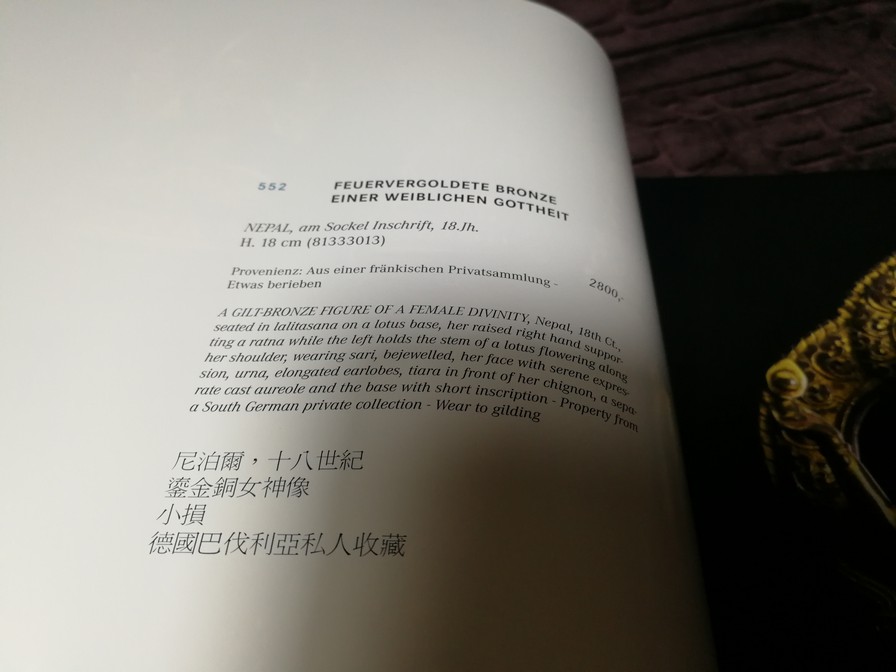 552 FEUERVERGOLDETE BRONZE
EINER WEIBLICHEN GOTTHEIT
NEPAL, am Sockel Inschrift, 18.Jh.
H. 18 cm (81333013)
Provenienz: Aus einer fränkischen Privatsammlung -
Etwas berieben 2800,-
A GILT-BRONZE FIGURE OF A FEMALE DIVINITY, Nepal, 18th Ct.,
seated in lalitasana on a lotus base, her raised right hand suppor-
ting a ratna while the left holds the stem of a lotus flowering along
her shoulder, wearing sari, bejewelled, her face with serene expres-
sion, urna, elongated earlobes, tiara in front of her chignon, a sepa-
rate cast aureole and the base with short inscription - Property from
a South German private collection - Wear to gilding
尼泊爾，十八世紀
鎏金銅女神像
小損
德國巴伐利亞私人收藏